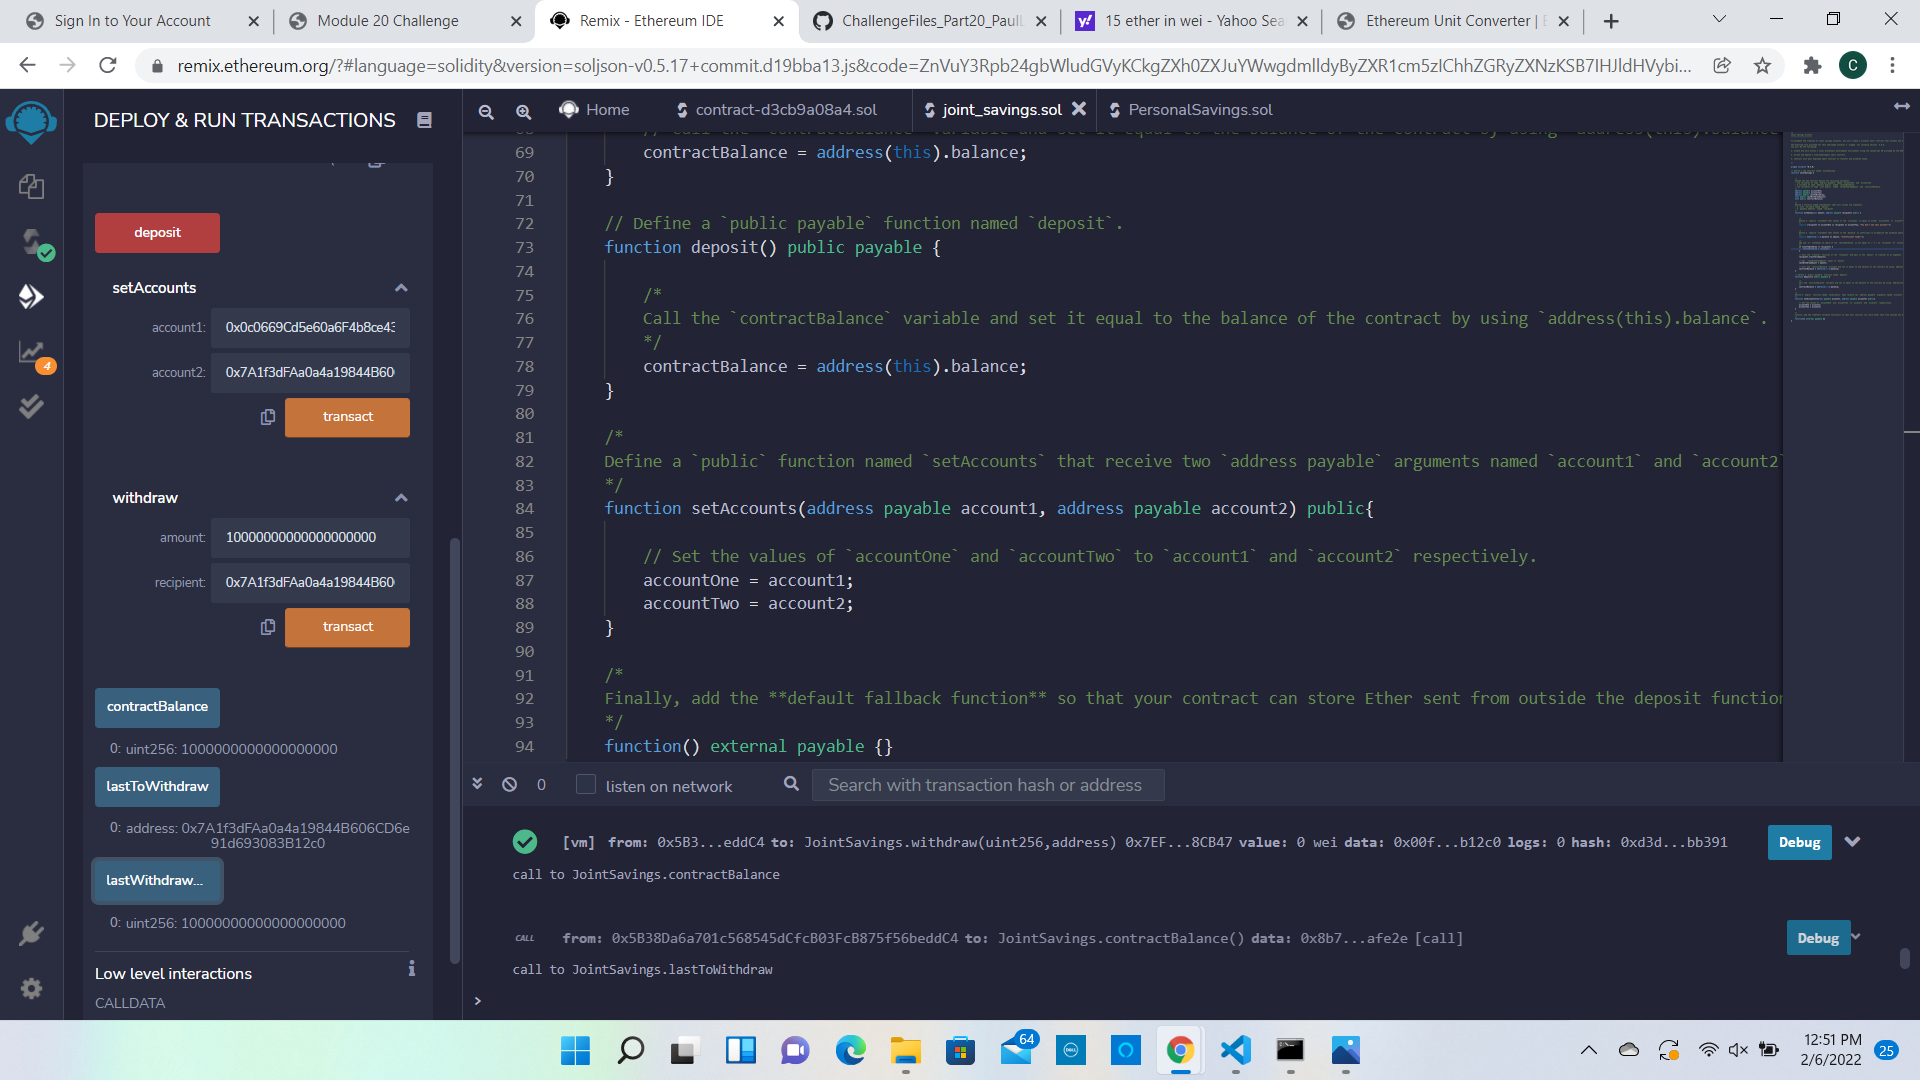 Sign In to Your Account
Module 20 Challenge
Remix - Ethereum IDE
ChallengeFiles_Part20_Paull
15 ether in wei - Yahoo Sea
Ethereum Unit Converter |
remix.ethereum.org/?#language=solidity&version=soljson-v0.5.17+commit.d19bba13.js&code=ZnVuY3Rpb24gbWludGVyKCkgZXh0ZXJuYWwgdmlldyByZXR1cm5zIChhZGRyZXNzKSB7IHJldHVybi...
C
DEPLOY & RUN TRANSACTIONS
Home
contract-d3cb9a08a4.sol
joint_savings.sol
PersonalSavings.sol
deposit
setAccounts
account1: 0x0c0669Cd5e60a6F4b8ce43
account2: 0x7A1f3dFAa0a4a19844B60
transact
withdraw
amount: 10000000000000000000
recipient: 0x7A1f3dFAa0a4a19844B60
transact
contractBalance
0: uint256: 1000000000000000000
lastToWithdraw
0: address: 0x7A1f3dFAa0a4a19844B606CD6e
91d693083B12c0
lastWithdraw...
0: uint256: 10000000000000000000
Low level interactions
i
CALLDATA
4
69 contractBalance = address(this).balance;
70 }
71
72 // Define a `public payable` function named `deposit`.
73 function deposit() public payable {
74
75 /*
76 Call the `contractBalance` variable and set it equal to the balance of the contract by using `address(this).balance`.
77 */
78 contractBalance = address(this).balance;
79 }
80
81 /*
82 Define a `public` function named `setAccounts` that receive two `address payable` arguments named `account1` and `account2`
83 */
84 function setAccounts(address payable account1, address payable account2) public{
85
86 // Set the values of `accountOne` and `accountTwo` to `account1` and `account2` respectively.
87 accountOne = account1;
88 accountTwo = account2;
89 }
90
91 /*
92 Finally, add the **default fallback function** so that your contract can store Ether sent from outside the deposit function
93 */
94 function() external payable {}
0
listen on network
Search with transaction hash or address
[vm] from: 0x5B3...eddC4 to: JointSavings.withdraw(uint256,address) 0x7EF...8CB47 value: 0 wei data: 0x00f...b12c0 logs: 0 hash: 0xd3d...bb391
Debug
call to JointSavings.contractBalance
CALL from: 0x5B38Da6a701c568545dCfcB03FcB875f56beddC4 to: JointSavings.contractBalance() data: 0x8b7...afe2e [call]
Debug
call to JointSavings.lastToWithdraw
>
64
DELL
12:51 PM
2/6/2022
25